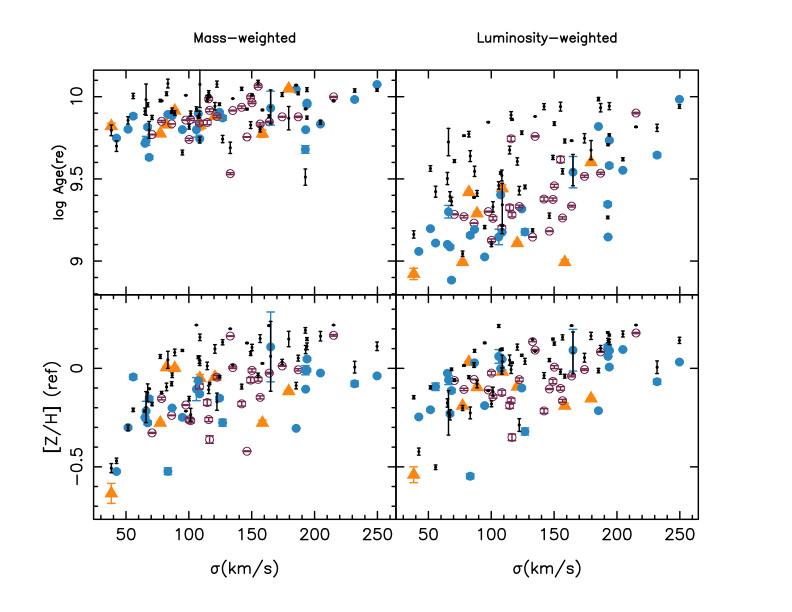 Mass-weighted Luminosity-weighted
10
9.5
9
log Age(re)
0
-0.5
[Z/H] (ref)
50 100 150 200 250 50 100 150 200 250
σ(km/s) σ(km/s)